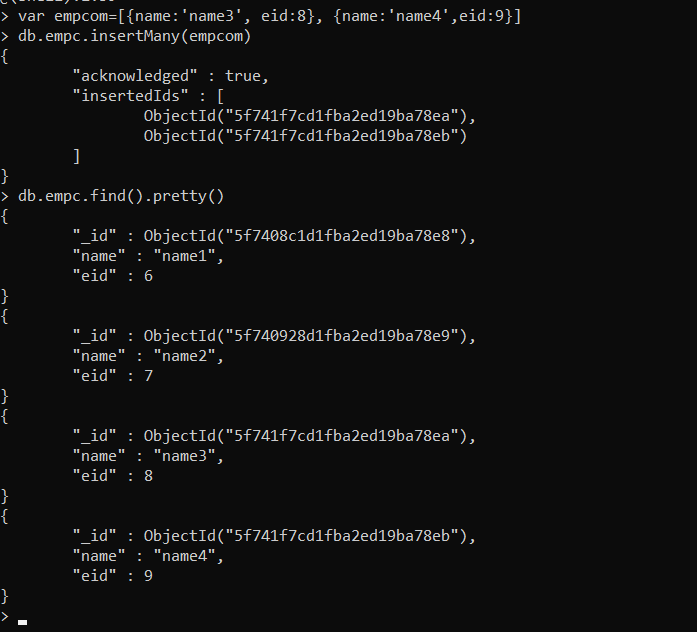 > var empcom=[{name:'name3', eid:8}, {name:'name4',eid:9}]
> db.empc.insertMany(empcom)
{
        "acknowledged" : true,
        "insertedIds" : [
                ObjectId("5f741f7cd1fba2ed19ba78ea"),
                ObjectId("5f741f7cd1fba2ed19ba78eb")
        ]
}
> db.empc.find().pretty()
{
        "_id" : ObjectId("5f7408c1d1fba2ed19ba78e8"),
        "name" : "name1",
        "eid" : 6
}
{
        "_id" : ObjectId("5f740928d1fba2ed19ba78e9"),
        "name" : "name2",
        "eid" : 7
}
{
        "_id" : ObjectId("5f741f7cd1fba2ed19ba78ea"),
        "name" : "name3",
        "eid" : 8
}
{
        "_id" : ObjectId("5f741f7cd1fba2ed19ba78eb"),
        "name" : "name4",
        "eid" : 9
}
>